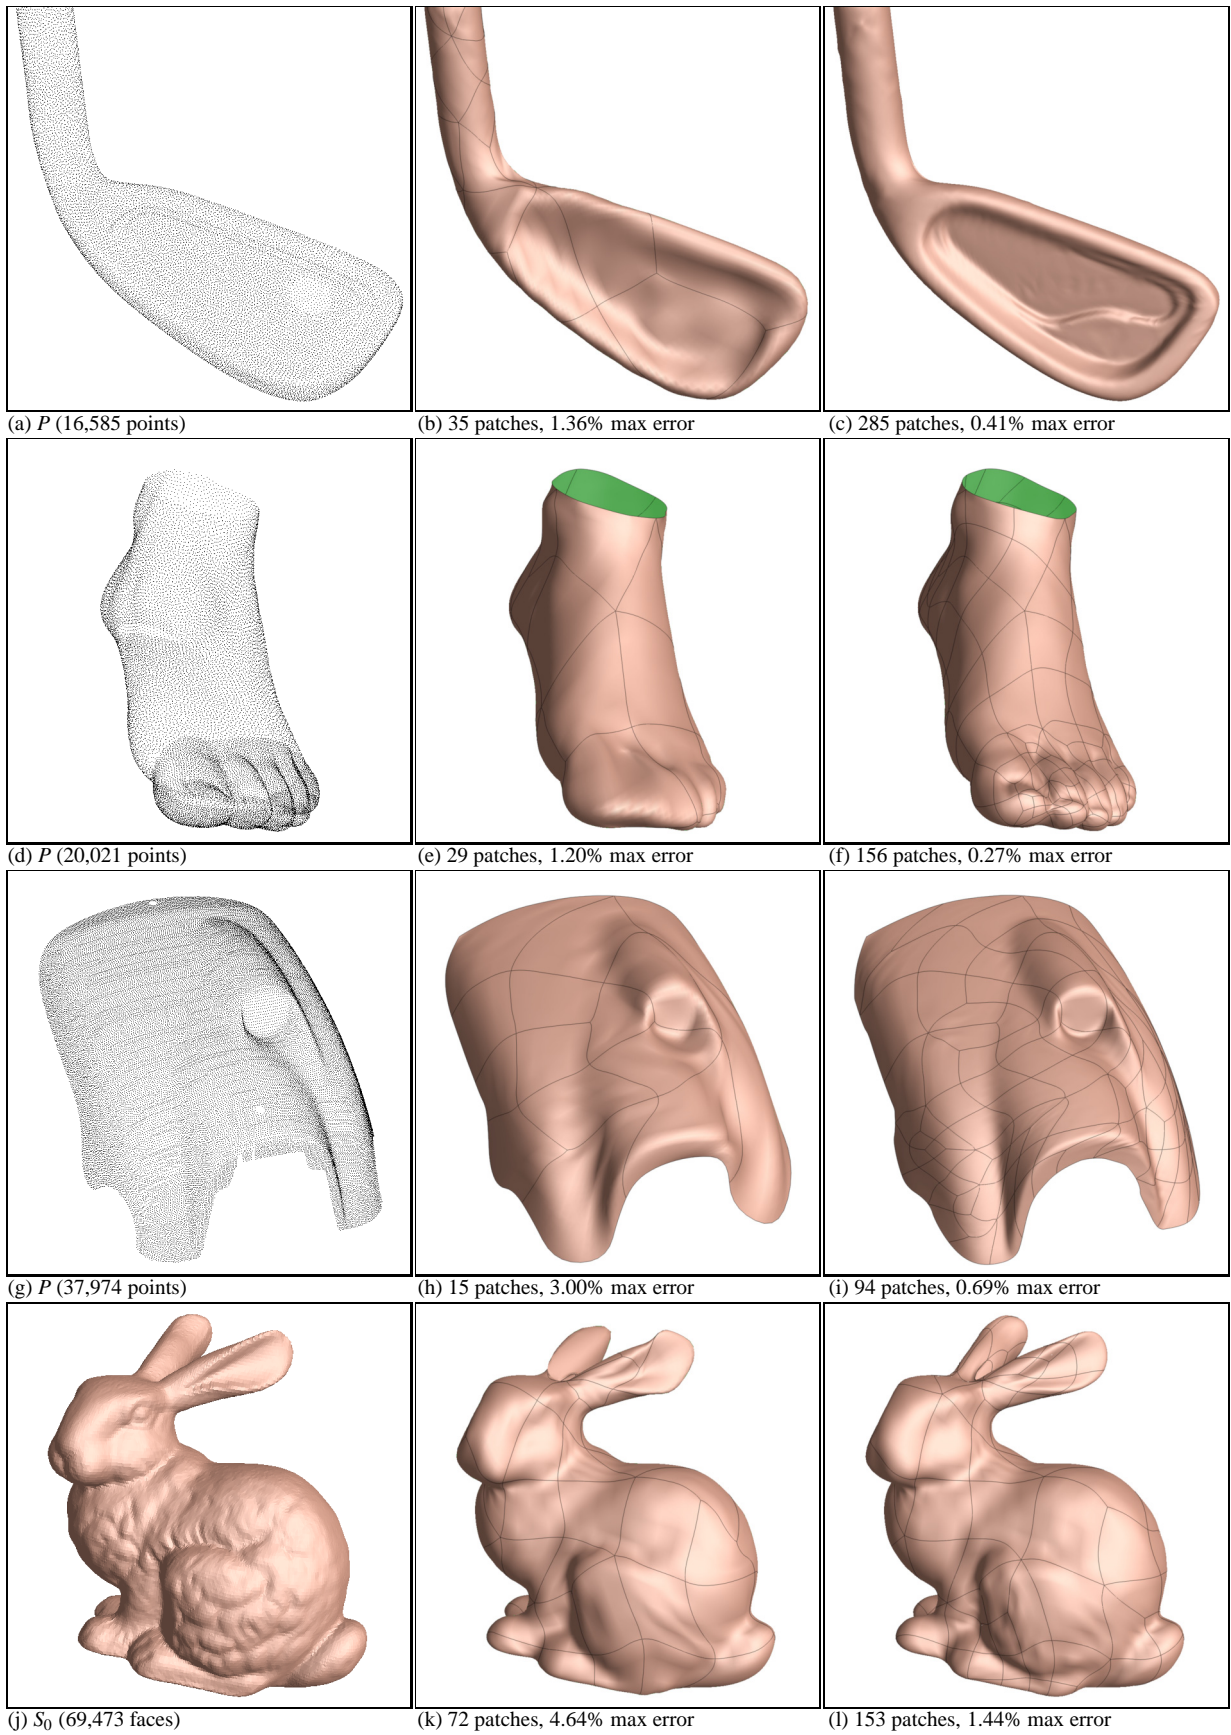 (a) P (16,585 points)
(b) 35 patches, 1.36% max error
(c) 285 patches, 0.41% max error
(d) P (20,021 points)
(e) 29 patches, 1.20% max error
(f) 156 patches, 0.27% max error
(g) P (37,974 points)
(h) 15 patches, 3.00% max error
(i) 94 patches, 0.69% max error
(j) S₀ (69,473 faces)
(k) 72 patches, 4.64% max error
(l) 153 patches, 1.44% max error